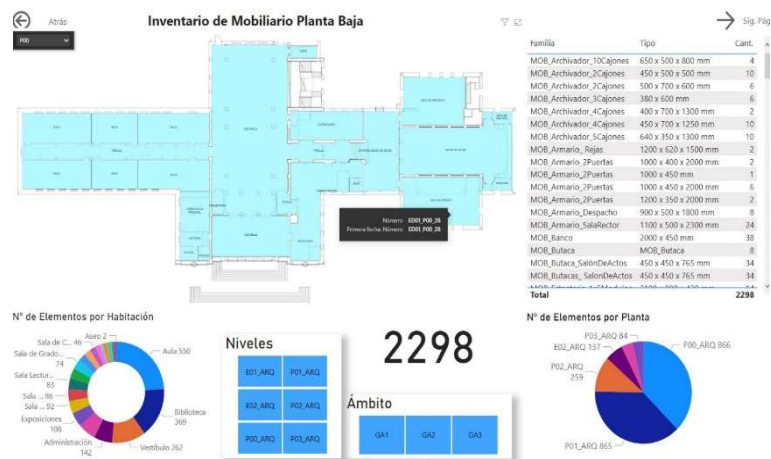 Atrás
Inventario de Mobiliario Planta Baja
Sig. Pág
P00
Familia Tipo Cant.
MOB_Archivador_10Cajones 650 x 500 x 800 mm 4
MOB_Archivador_2Cajones 450 x 500 x 500 mm 10
MOB_Archivador_2Cajones 500 x 700 x 600 mm 6
MOB_Archivador_3Cajones 380 x 600 mm 6
MOB_Archivador_4Cajones 400 x 700 x 1300 mm 2
MOB_Archivador_4Cajones 450 x 700 x 1250 mm 10
MOB_Archivador_5Cajones 640 x 350 x 1300 mm 10
MOB_Armario_ Rejas 1200 x 620 x 1500 mm 2
MOB_Armario_2Puertas 1000 x 400 x 2000 mm 2
MOB_Armario_2Puertas 1000 x 450 mm 1
MOB_Armario_2Puertas 1000 x 450 x 2000 mm 6
MOB_Armario_2Puertas 1200 x 350 x 2000 mm 2
MOB_Armario_Despacho 900 x 500 x 1800 mm 8
MOB_Armario_SalaRector 1100 x 500 x 2300 mm 24
MOB_Banco 2000 x 450 mm 38
MOB_Butaca MOB_Butaca 8
MOB_Butaca_SalónDeActos 450 x 450 x 765 mm 34
MOB_Butacas_ SalonDeActos 450 x 450 x 765 mm 34
Total 2298
Número ED01_P00_28
Primera fecha: Número ED01_P00_28
N° de Elementos por Habitación
Aseo 2
Sala de C... 46
Sala de Grado... 74
Sala Lectur... 83
Sala ... 86
Sala ... 92
Exposiciones 108
Administración 142
Vestíbulo 262
Biblioteca 369
Aula 550
Niveles
E01_ARQ P01_ARQ
E02_ARQ P02_ARQ
P00_ARQ P03_ARQ
2298
Ámbito
GA1 GA2 GA3
N° de Elementos por Planta
P03_ARQ 84
E02_ARQ 137
P02_ARQ 259
P01_ARQ 865
P00_ARQ 866